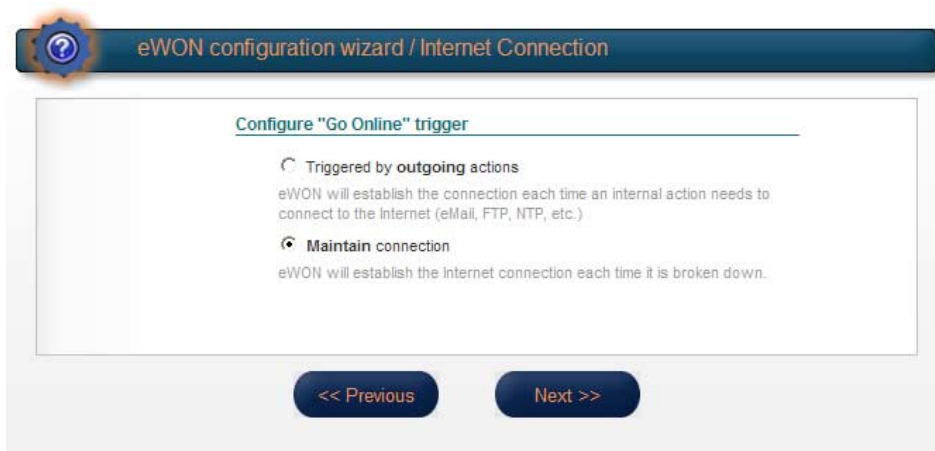 eWON configuration wizard / Internet Connection
Configure "Go Online" trigger
Triggered by outgoing actions
eWON will establish the connection each time an internal action needs to
connect to the Internet (eMail, FTP, NTP, etc.)
Maintain connection
eWON will establish the Internet connection each time it is broken down.
<< Previous
Next >>